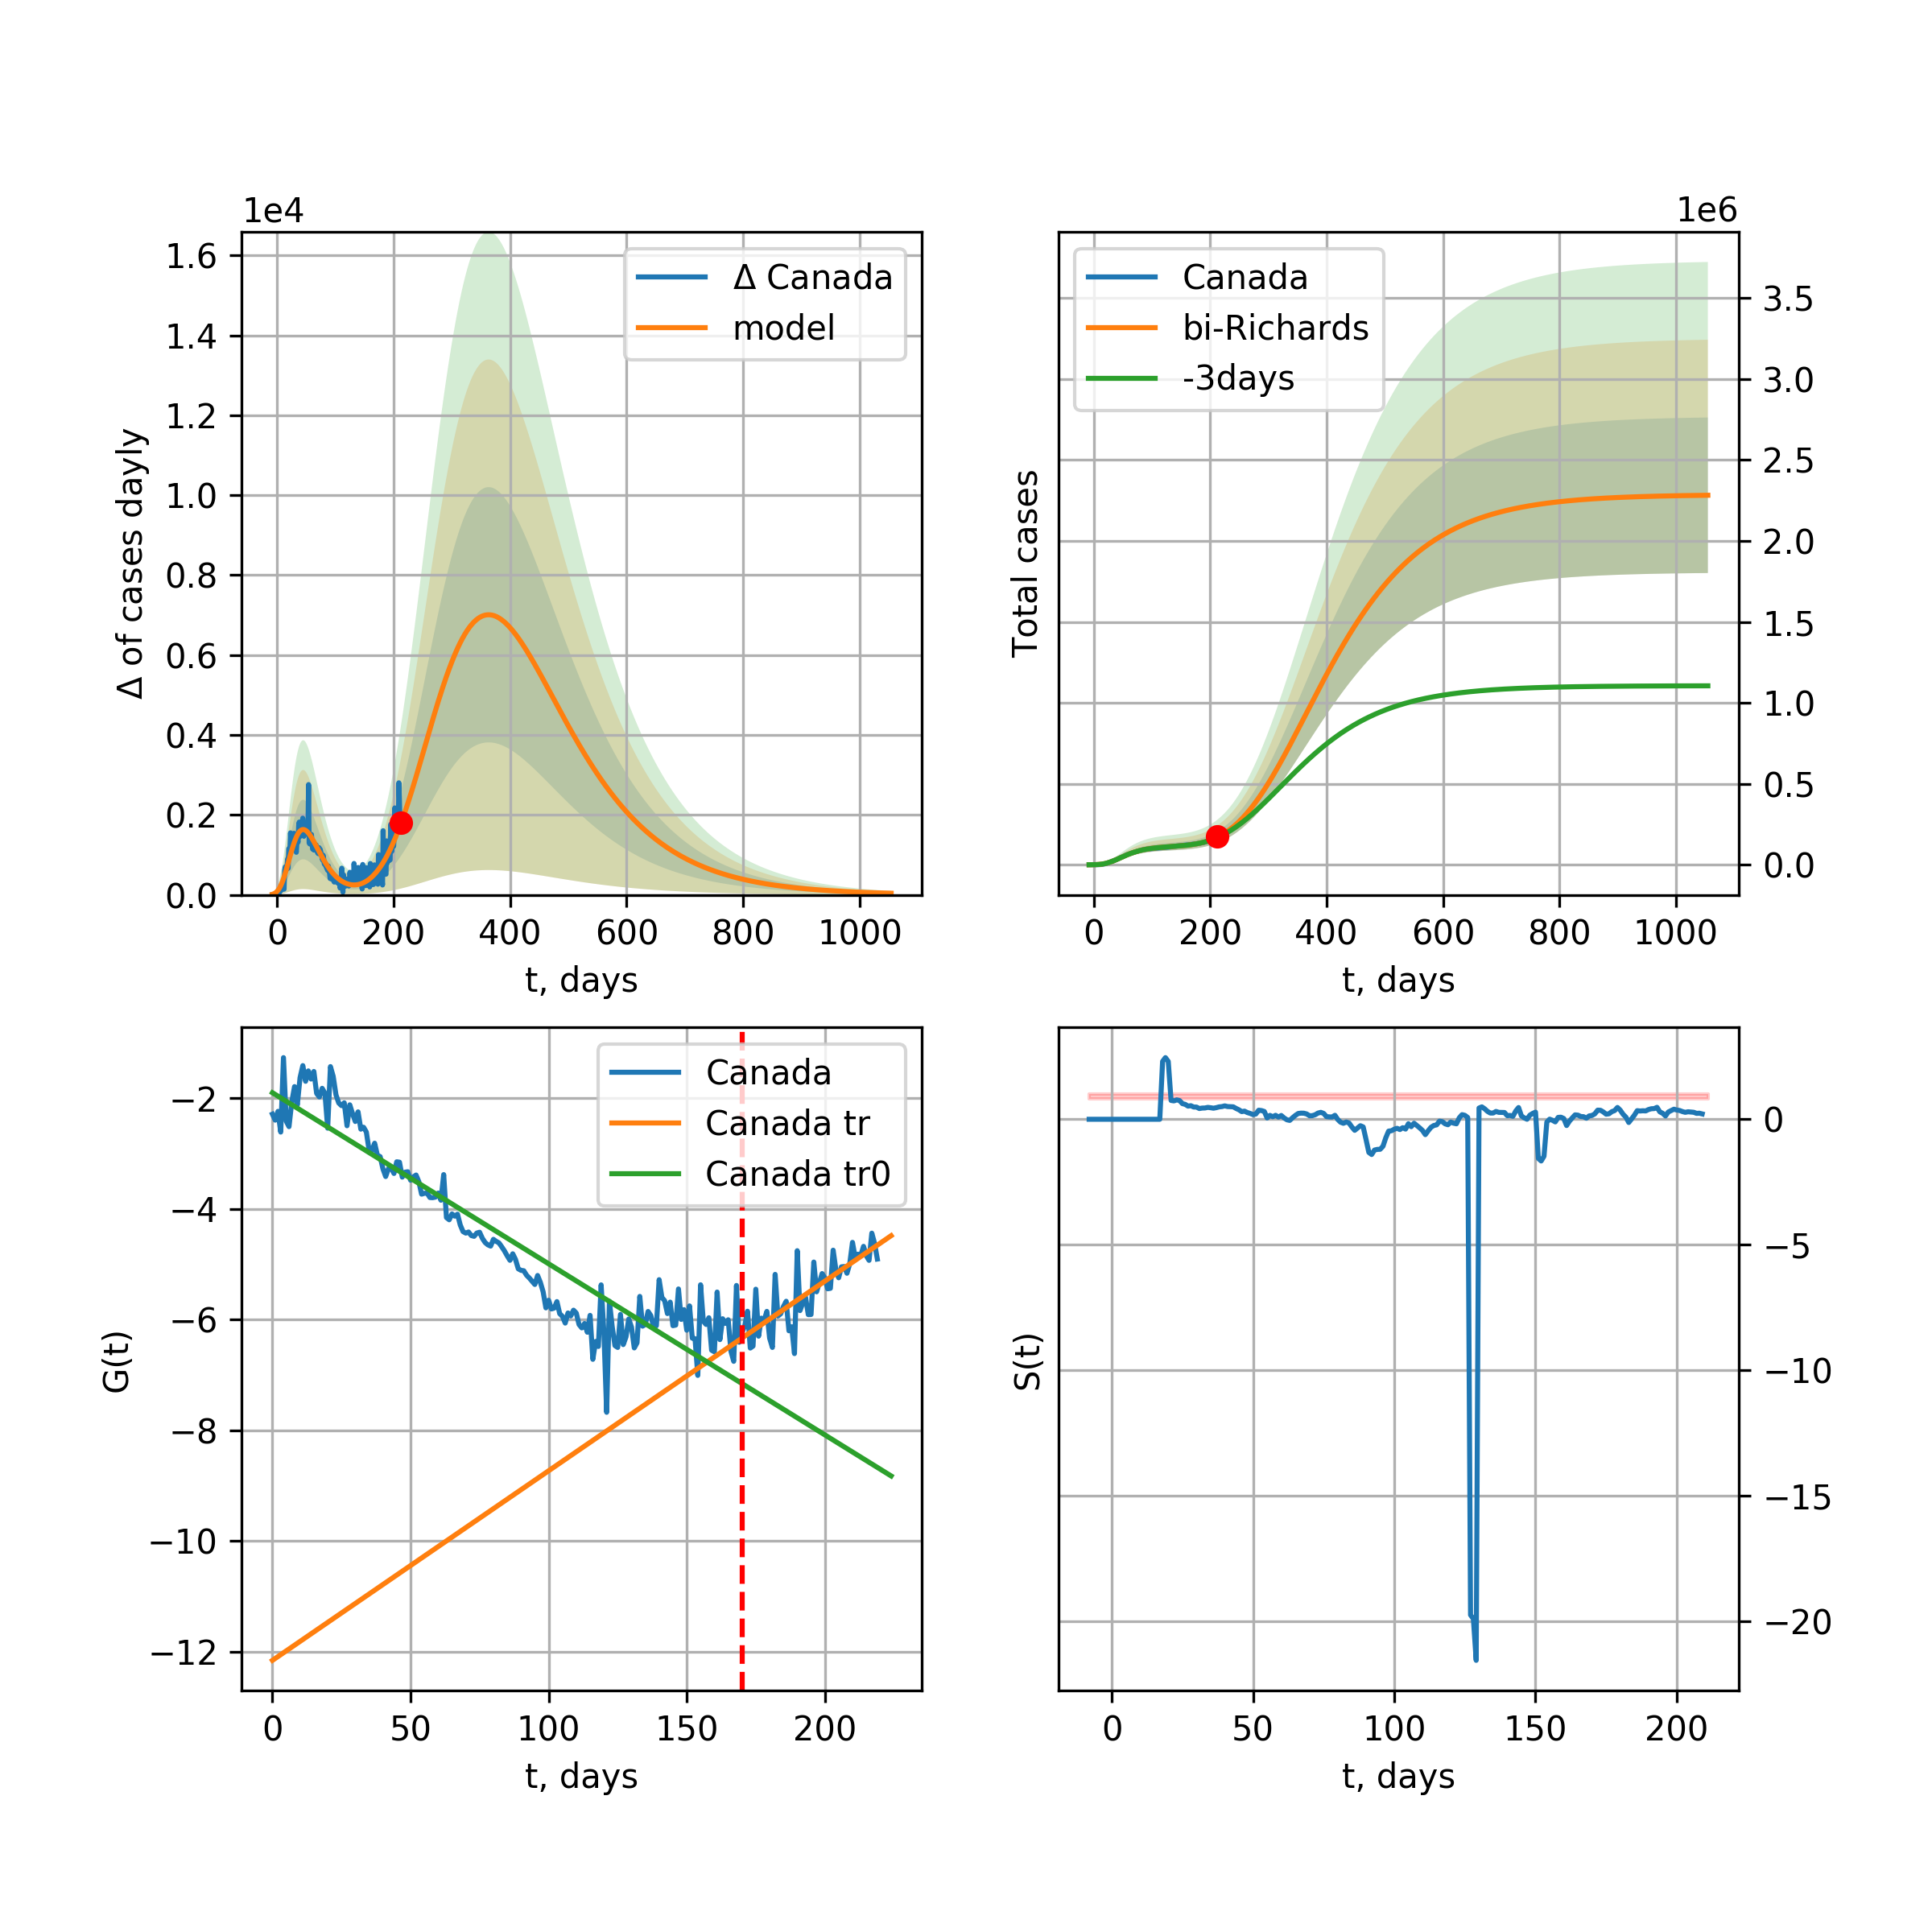 1e4
Δ of cases dayly
1.6
1.4
1.2
1.0
0.8
0.6
0.4
0.2
0.0
0 200 400 600 800 1000
t, days
Δ Canada
model
1e6
Total cases
3.5
3.0
2.5
2.0
1.5
1.0
0.5
0.0
0 200 400 600 800 1000
t, days
Canada
bi-Richards
-3days
G(t)
−2
−4
−6
−8
−10
−12
0 50 100 150 200
t, days
Canada
Canada tr
Canada tr0
S(t)
0
−5
−10
−15
−20
0 50 100 150 200
t, days